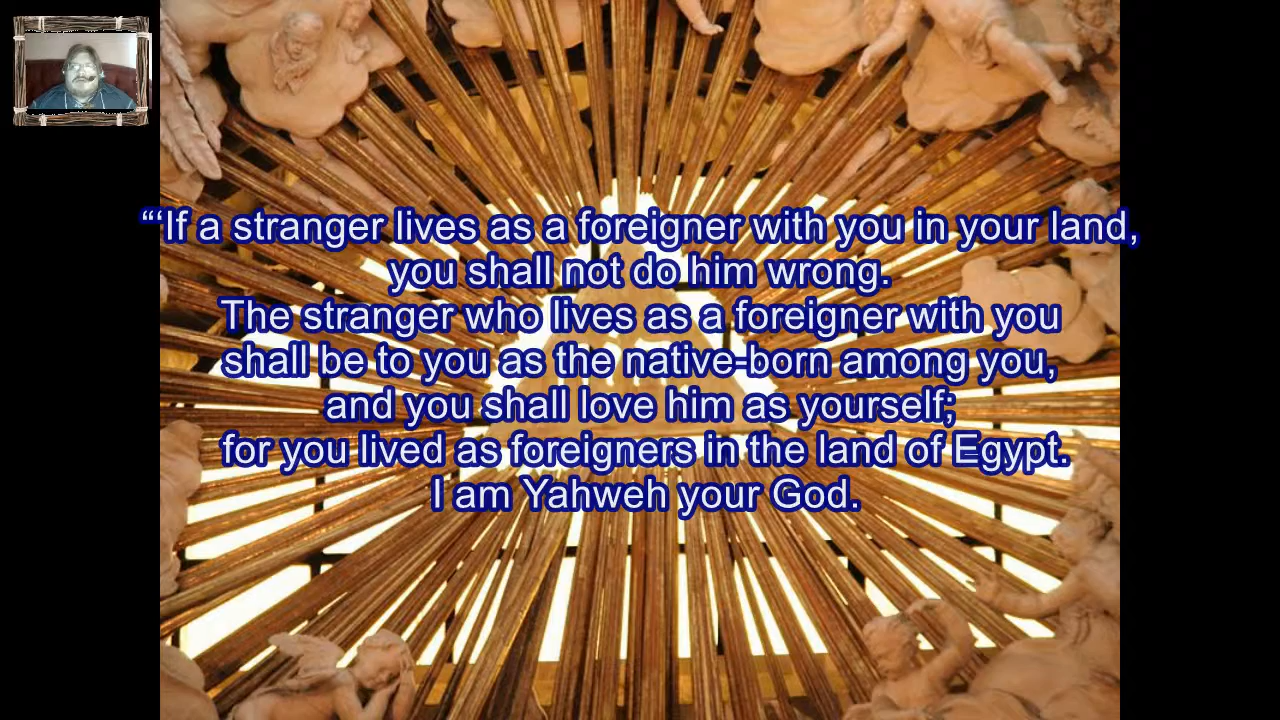 “‘If a stranger lives as a foreigner with you in your land,
you shall not do him wrong.
The stranger who lives as a foreigner with you
shall be to you as the native-born among you,
and you shall love him as yourself;
for you lived as foreigners in the land of Egypt.
I am Yahweh your God.